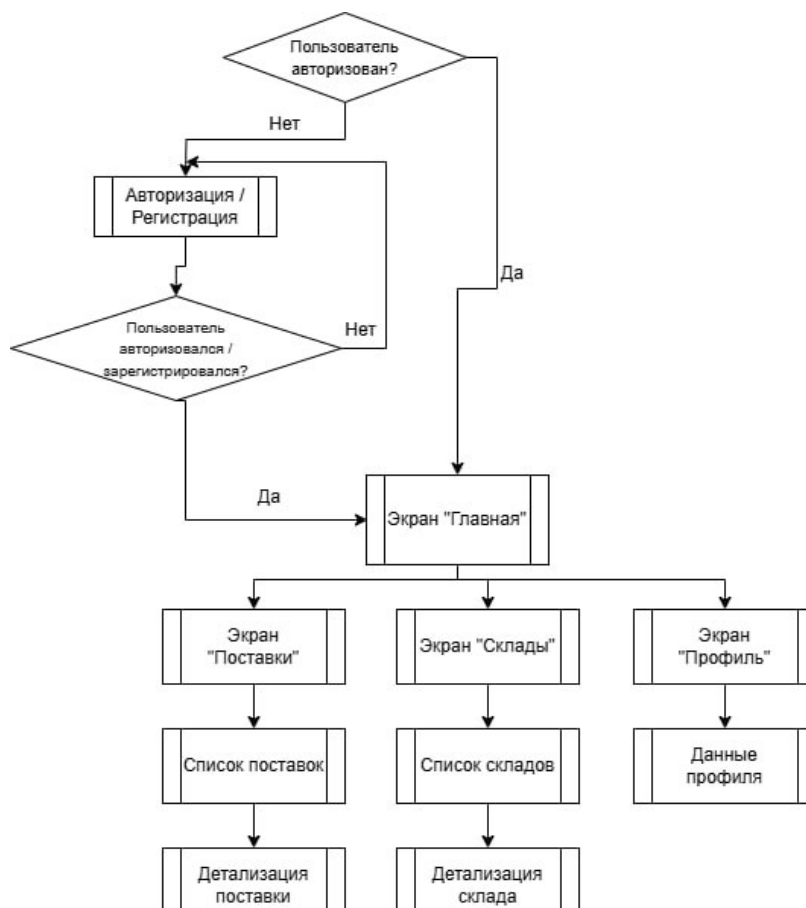 Пользователь
авторизован?
Нет
Авторизация /
Регистрация
Да
Пользователь
авторизовался /
зарегистрировался?
Нет
Да
Экран "Главная"
Экран
"Поставки"
Экран "Склады"
Экран
"Профиль"
Список поставок
Список складов
Данные
профиля
Детализация
поставки
Детализация
склада